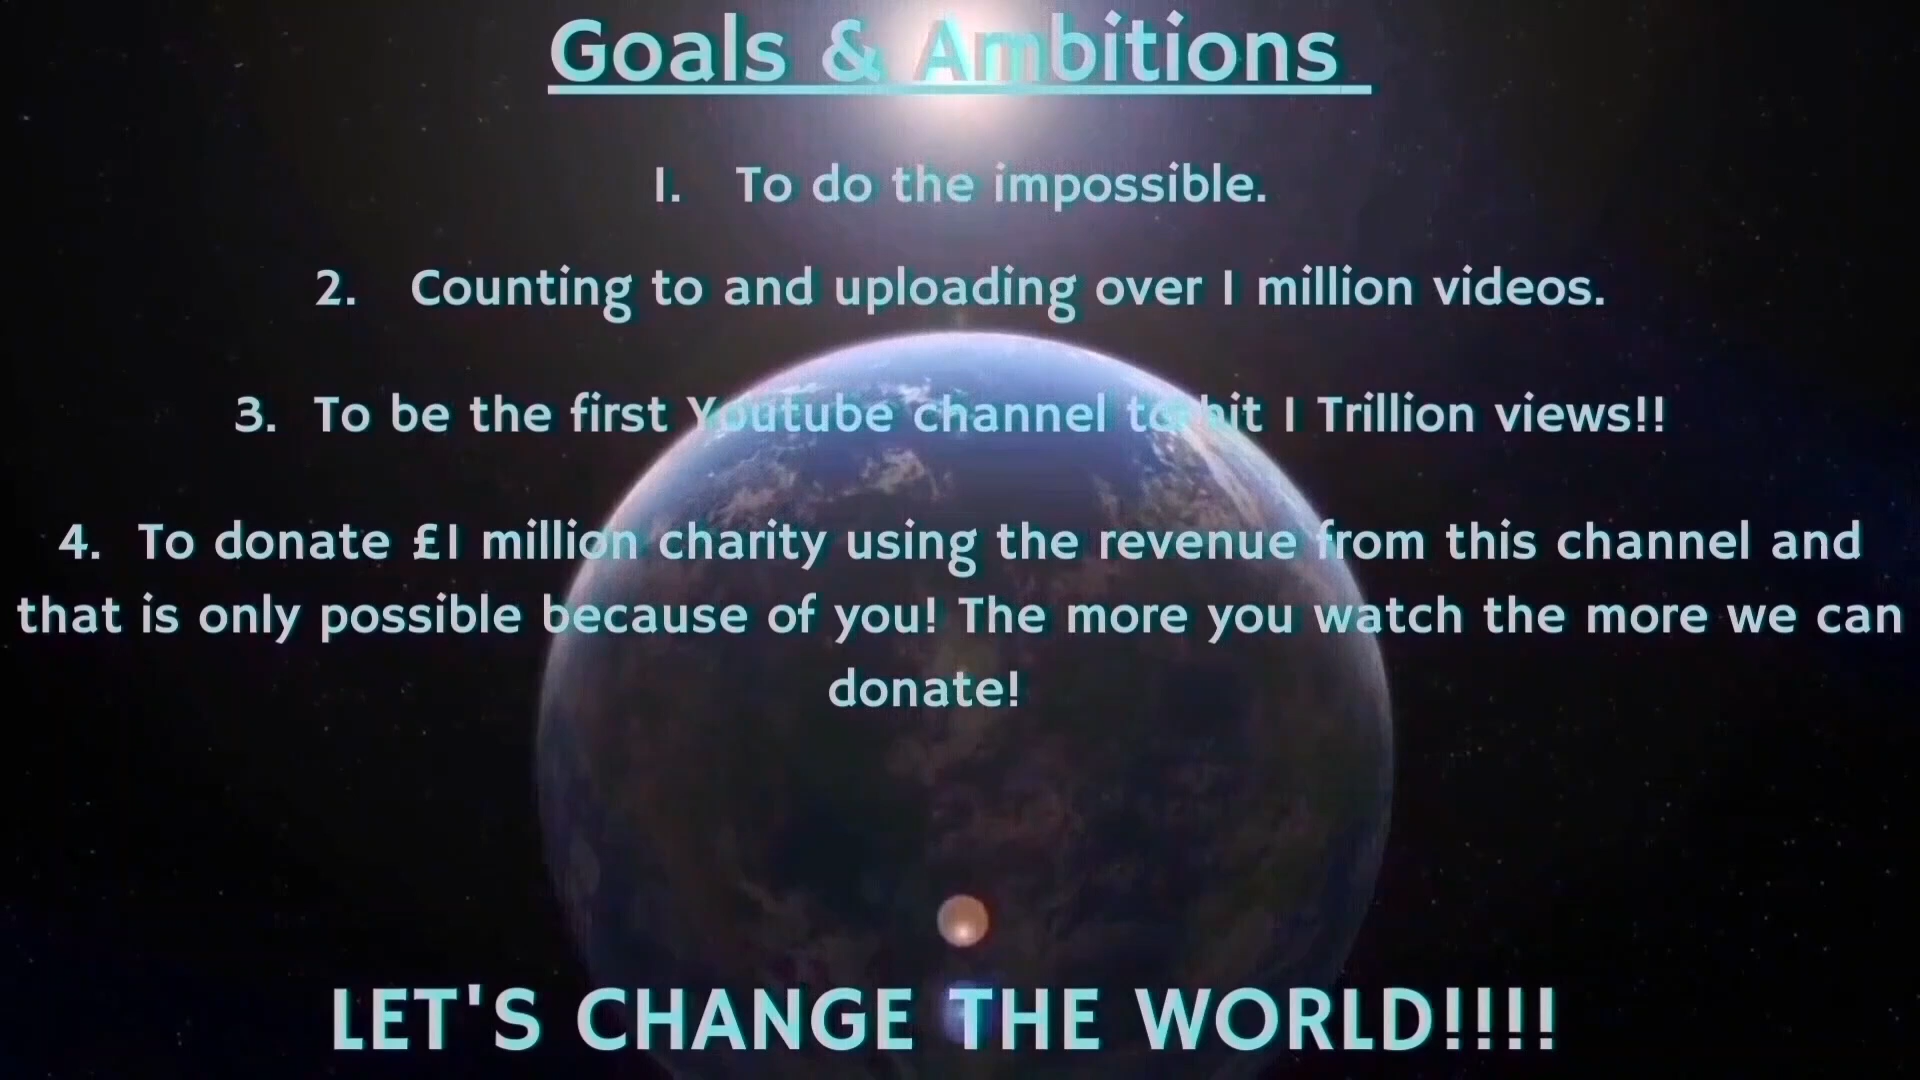 Goals & Ambitions
1. To do the impossible.
2. Counting to and uploading over 1 million videos.
3. To be the first Youtube channel to hit 1 Trillion views!!
4. To donate £1 million charity using the revenue from this channel and
that is only possible because of you! The more you watch the more we can
donate!
LET'S CHANGE THE WORLD!!!!